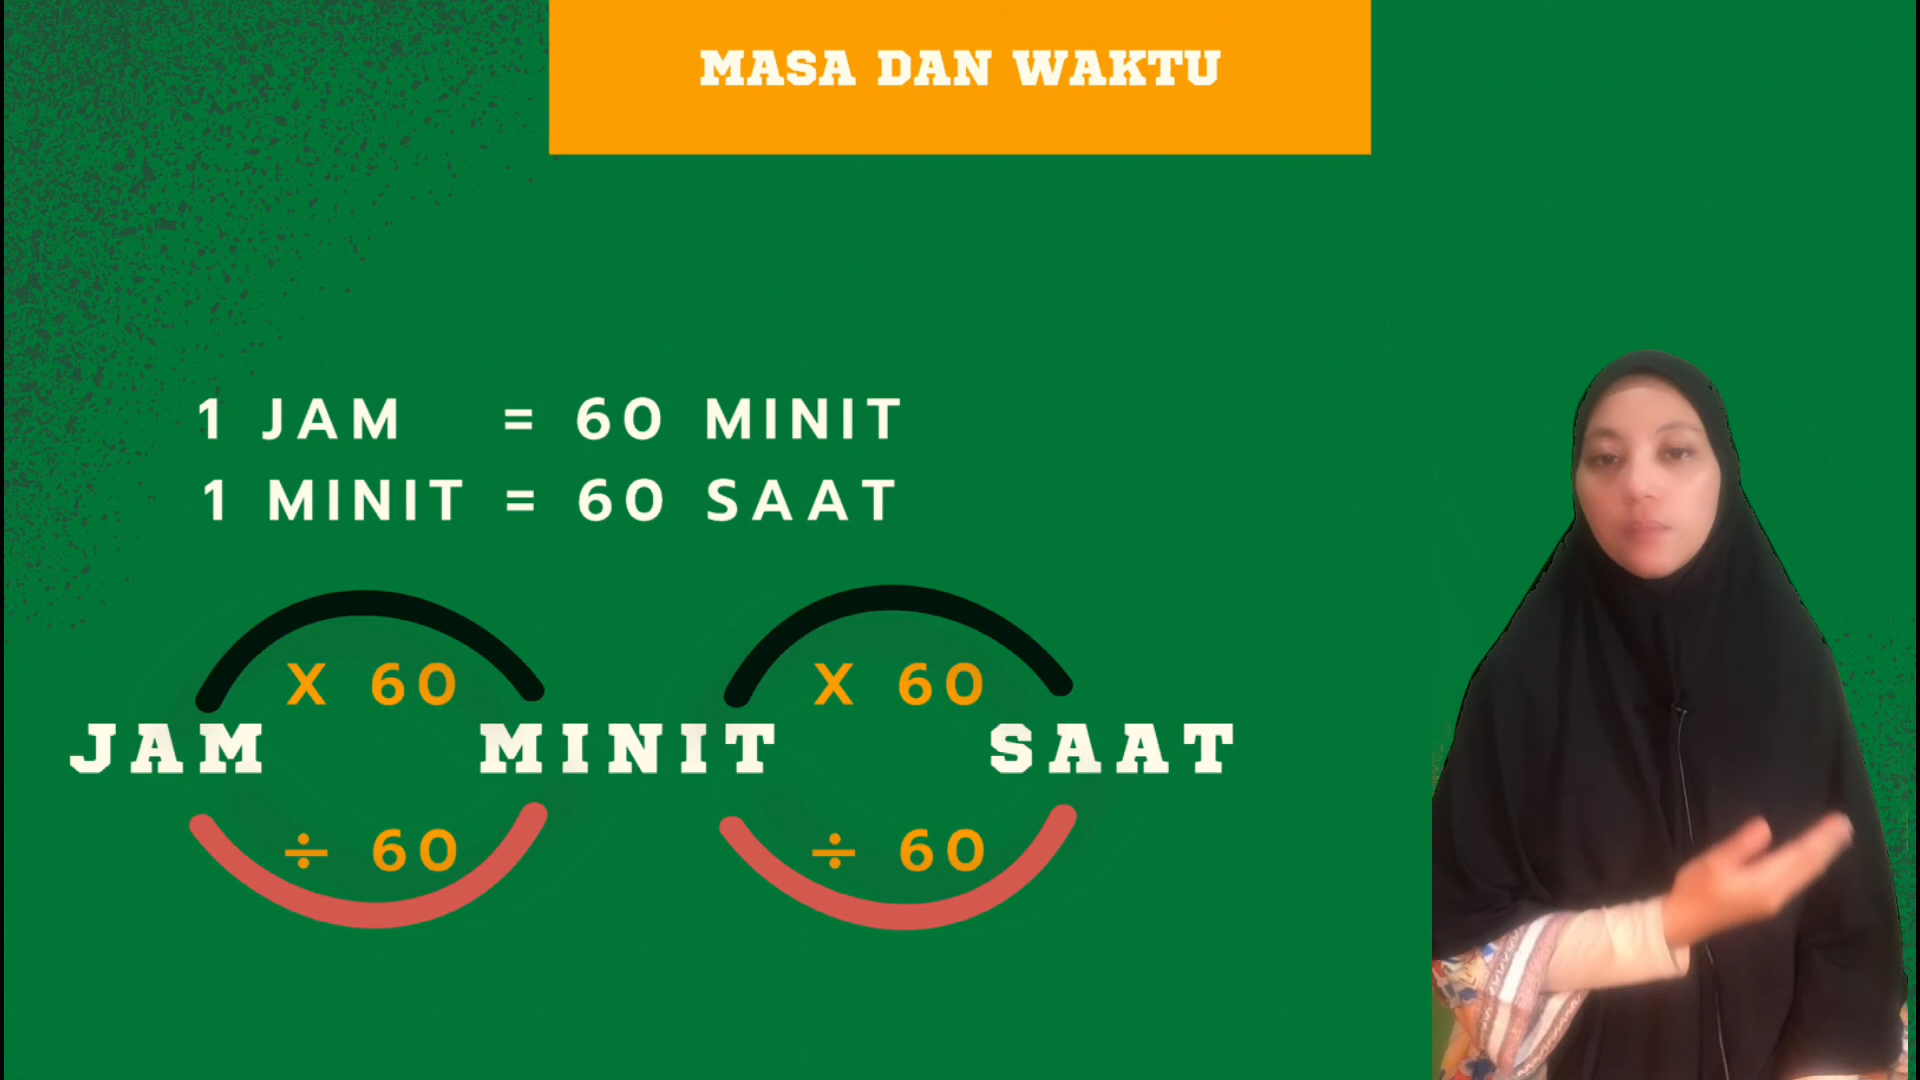 MASA DAN WAKTU
1 JAM = 60 MINIT
1 MINIT = 60 SAAT
X 60 X 60
JAM MINIT SAAT
÷ 60 ÷ 60